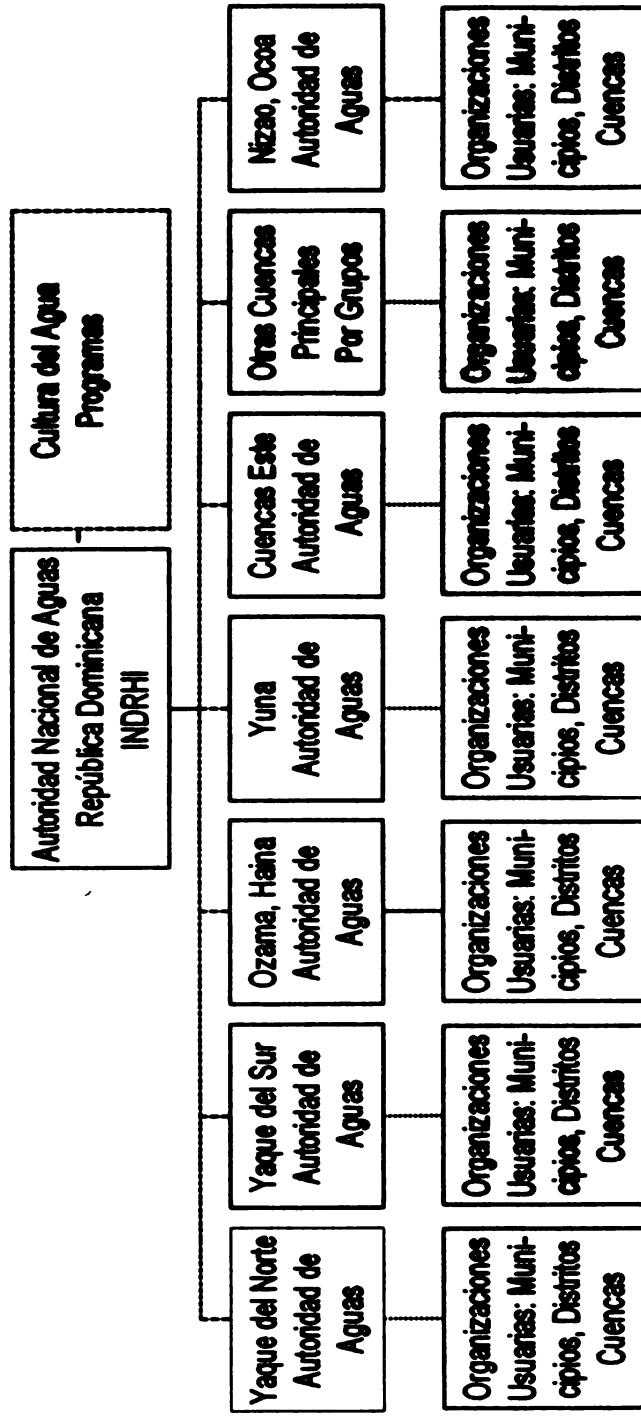 Autoridad Nacional de Aguas
República Dominicana
INDRHI
Cultura del Agua
Programas
Yaque del Norte
Autoridad de
Aguas
Yaque del Sur
Autoridad de
Aguas
Ozama, Haina
Autoridad de
Aguas
Yuna
Autoridad de
Aguas
Cuencas Este
Autoridad de
Aguas
Otras Cuencas
Principales
Por Grupos
Nizao, Ocoa
Autoridad de
Aguas
Organizaciones
Usuarias: Muni-
cipios, Distritos
Cuencas
Organizaciones
Usuarias: Muni-
cipios, Distritos
Cuencas
Organizaciones
Usuarias: Muni-
cipios, Distritos
Cuencas
Organizaciones
Usuarias: Muni-
cipios, Distritos
Cuencas
Organizaciones
Usuarias: Muni-
cipios, Distritos
Cuencas
Organizaciones
Usuarias: Muni-
cipios, Distritos
Cuencas
Organizaciones
Usuarias: Muni-
cipios, Distritos
Cuencas